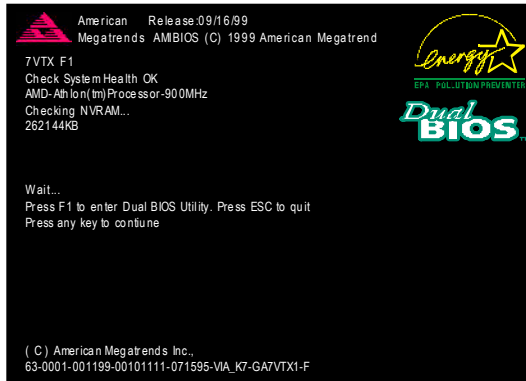 American Release:09/16/99
Megatrends AMIBIOS (C) 1999 American Megatrend
energy
EPA POLLUTION PREVENTER
7VTX F1
Check System Health OK
AMD-Athlon(tm)Processor-900MHz
Checking NVRAM...
262144KB
Dual
BIOS
TM
Wait...
Press F1 to enter Dual BIOS Utility. Press ESC to quit
Press any key to contiune
( C ) American Megatrends Inc.,
63-0001-001199-00101111-071595-VIA_K7-GA7VTX1-F